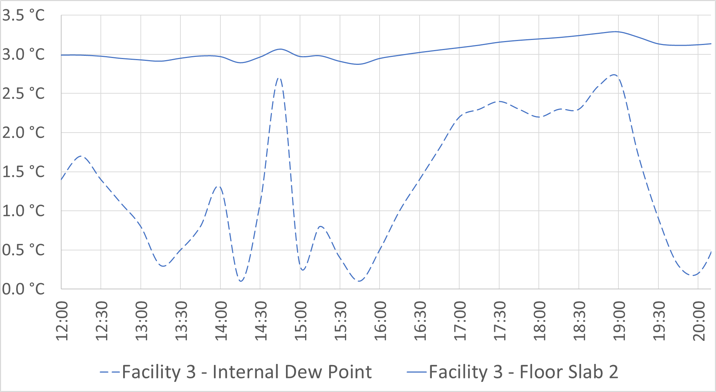 3.5 °C
3.0 °C
2.5 °C
2.0 °C
1.5 °C
1.0 °C
0.5 °C
0.0 °C
12:00
12:30
13:00
13:30
14:00
14:30
15:00
15:30
16:00
16:30
17:00
17:30
18:00
18:30
19:00
19:30
20:00
Facility 3 - Internal Dew Point
Facility 3 - Floor Slab 2